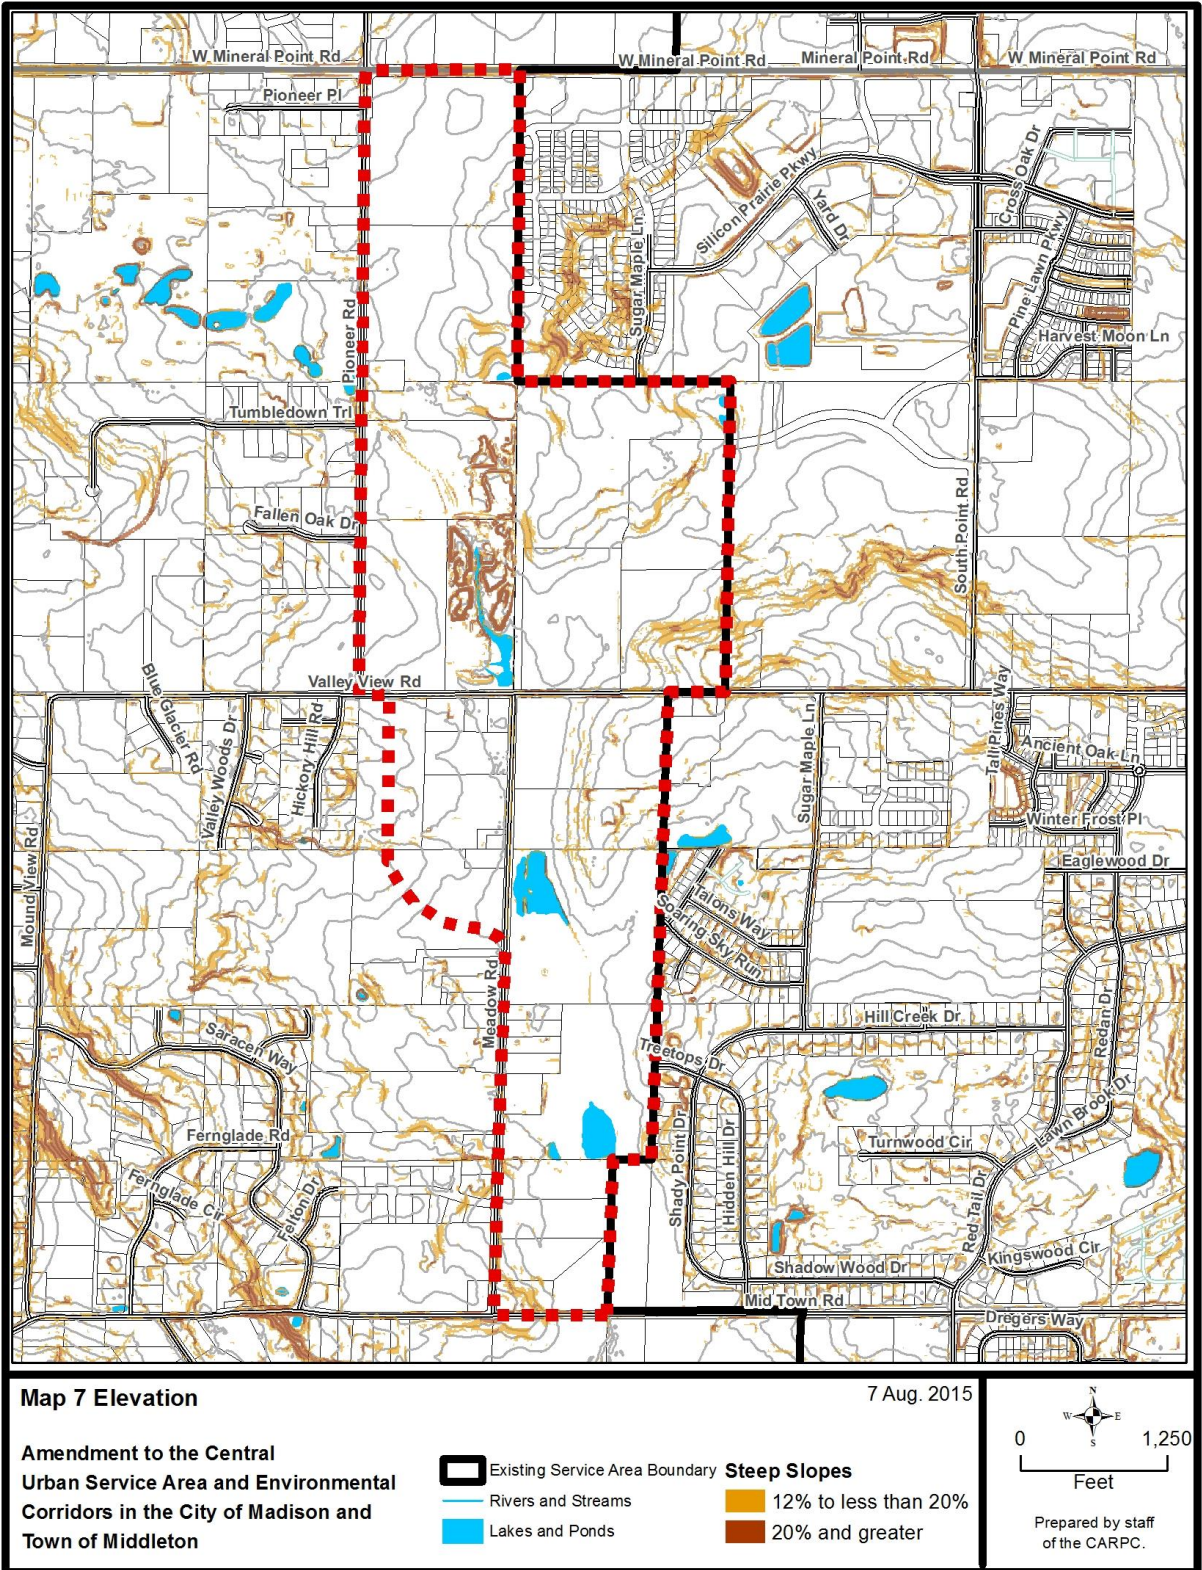 W Mineral Point Rd
W Mineral Point Rd
Mineral Point Rd
W Mineral Point Rd
Pioneer Pl
Cross Oak Dr
Silicon Prairie Pkwy
Yard Dr
Sugar Maple Ln
Pine Lawn Pkwy
Harvest Moon Ln
Pioneer Rd
Tumbledown Trl
Fallen Oak Dr
South Point Rd
Valley View Rd
Blue Glacier Rd
Valley Woods Dr
Hickory Hill Rd
Sugar Maple Ln
Tall Pines Way
Ancient Oak Ln
Winter Frost Pl
Eaglewood Dr
Mound View Rd
Talons Way
Soaring Sky Run
Meadow Rd
Hill Creek Dr
Redan Dr
Saracen Way
Treetops Dr
Fernglade Rd
Fernglade Cir
Felton Dr
Shady Point Dr
Hidden Hill Dr
Turnwood Cir
Lawn Brook Dr
Red Tail Dr
Kingswood Cir
Shadow Wood Dr
Mid Town Rd
Dregers Way
Map 7 Elevation
7 Aug. 2015
Amendment to the Central
Urban Service Area and Environmental
Corridors in the City of Madison and
Town of Middleton
Existing Service Area Boundary
Rivers and Streams
Lakes and Ponds
Steep Slopes
12% to less than 20%
20% and greater
N
W E
S
0 1,250
Feet
Prepared by staff
of the CARPC.